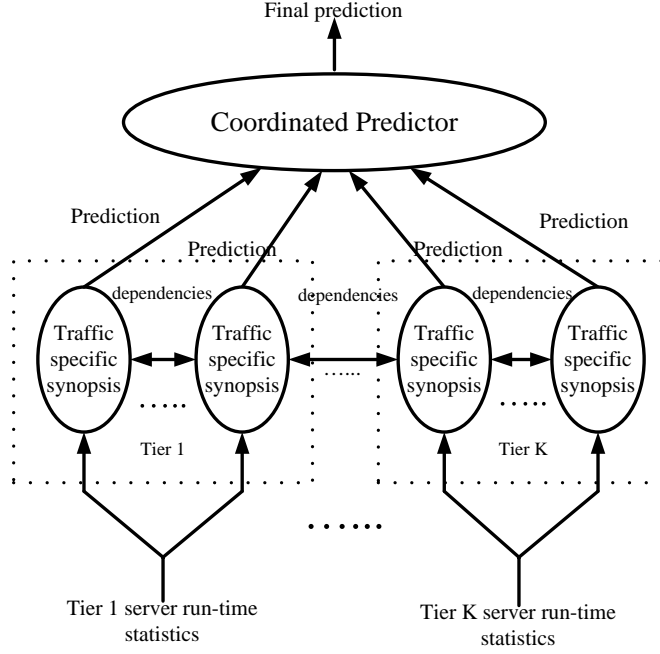 Final prediction
Coordinated Predictor
Prediction
Prediction
Prediction
Prediction
dependencies
dependencies
dependencies
Traffic
specific
synopsis
Traffic
specific
synopsis
Traffic
specific
synopsis
Traffic
specific
synopsis
......
......
......
Tier 1
Tier K
......
Tier 1 server run-time
statistics
Tier K server run-time
statistics